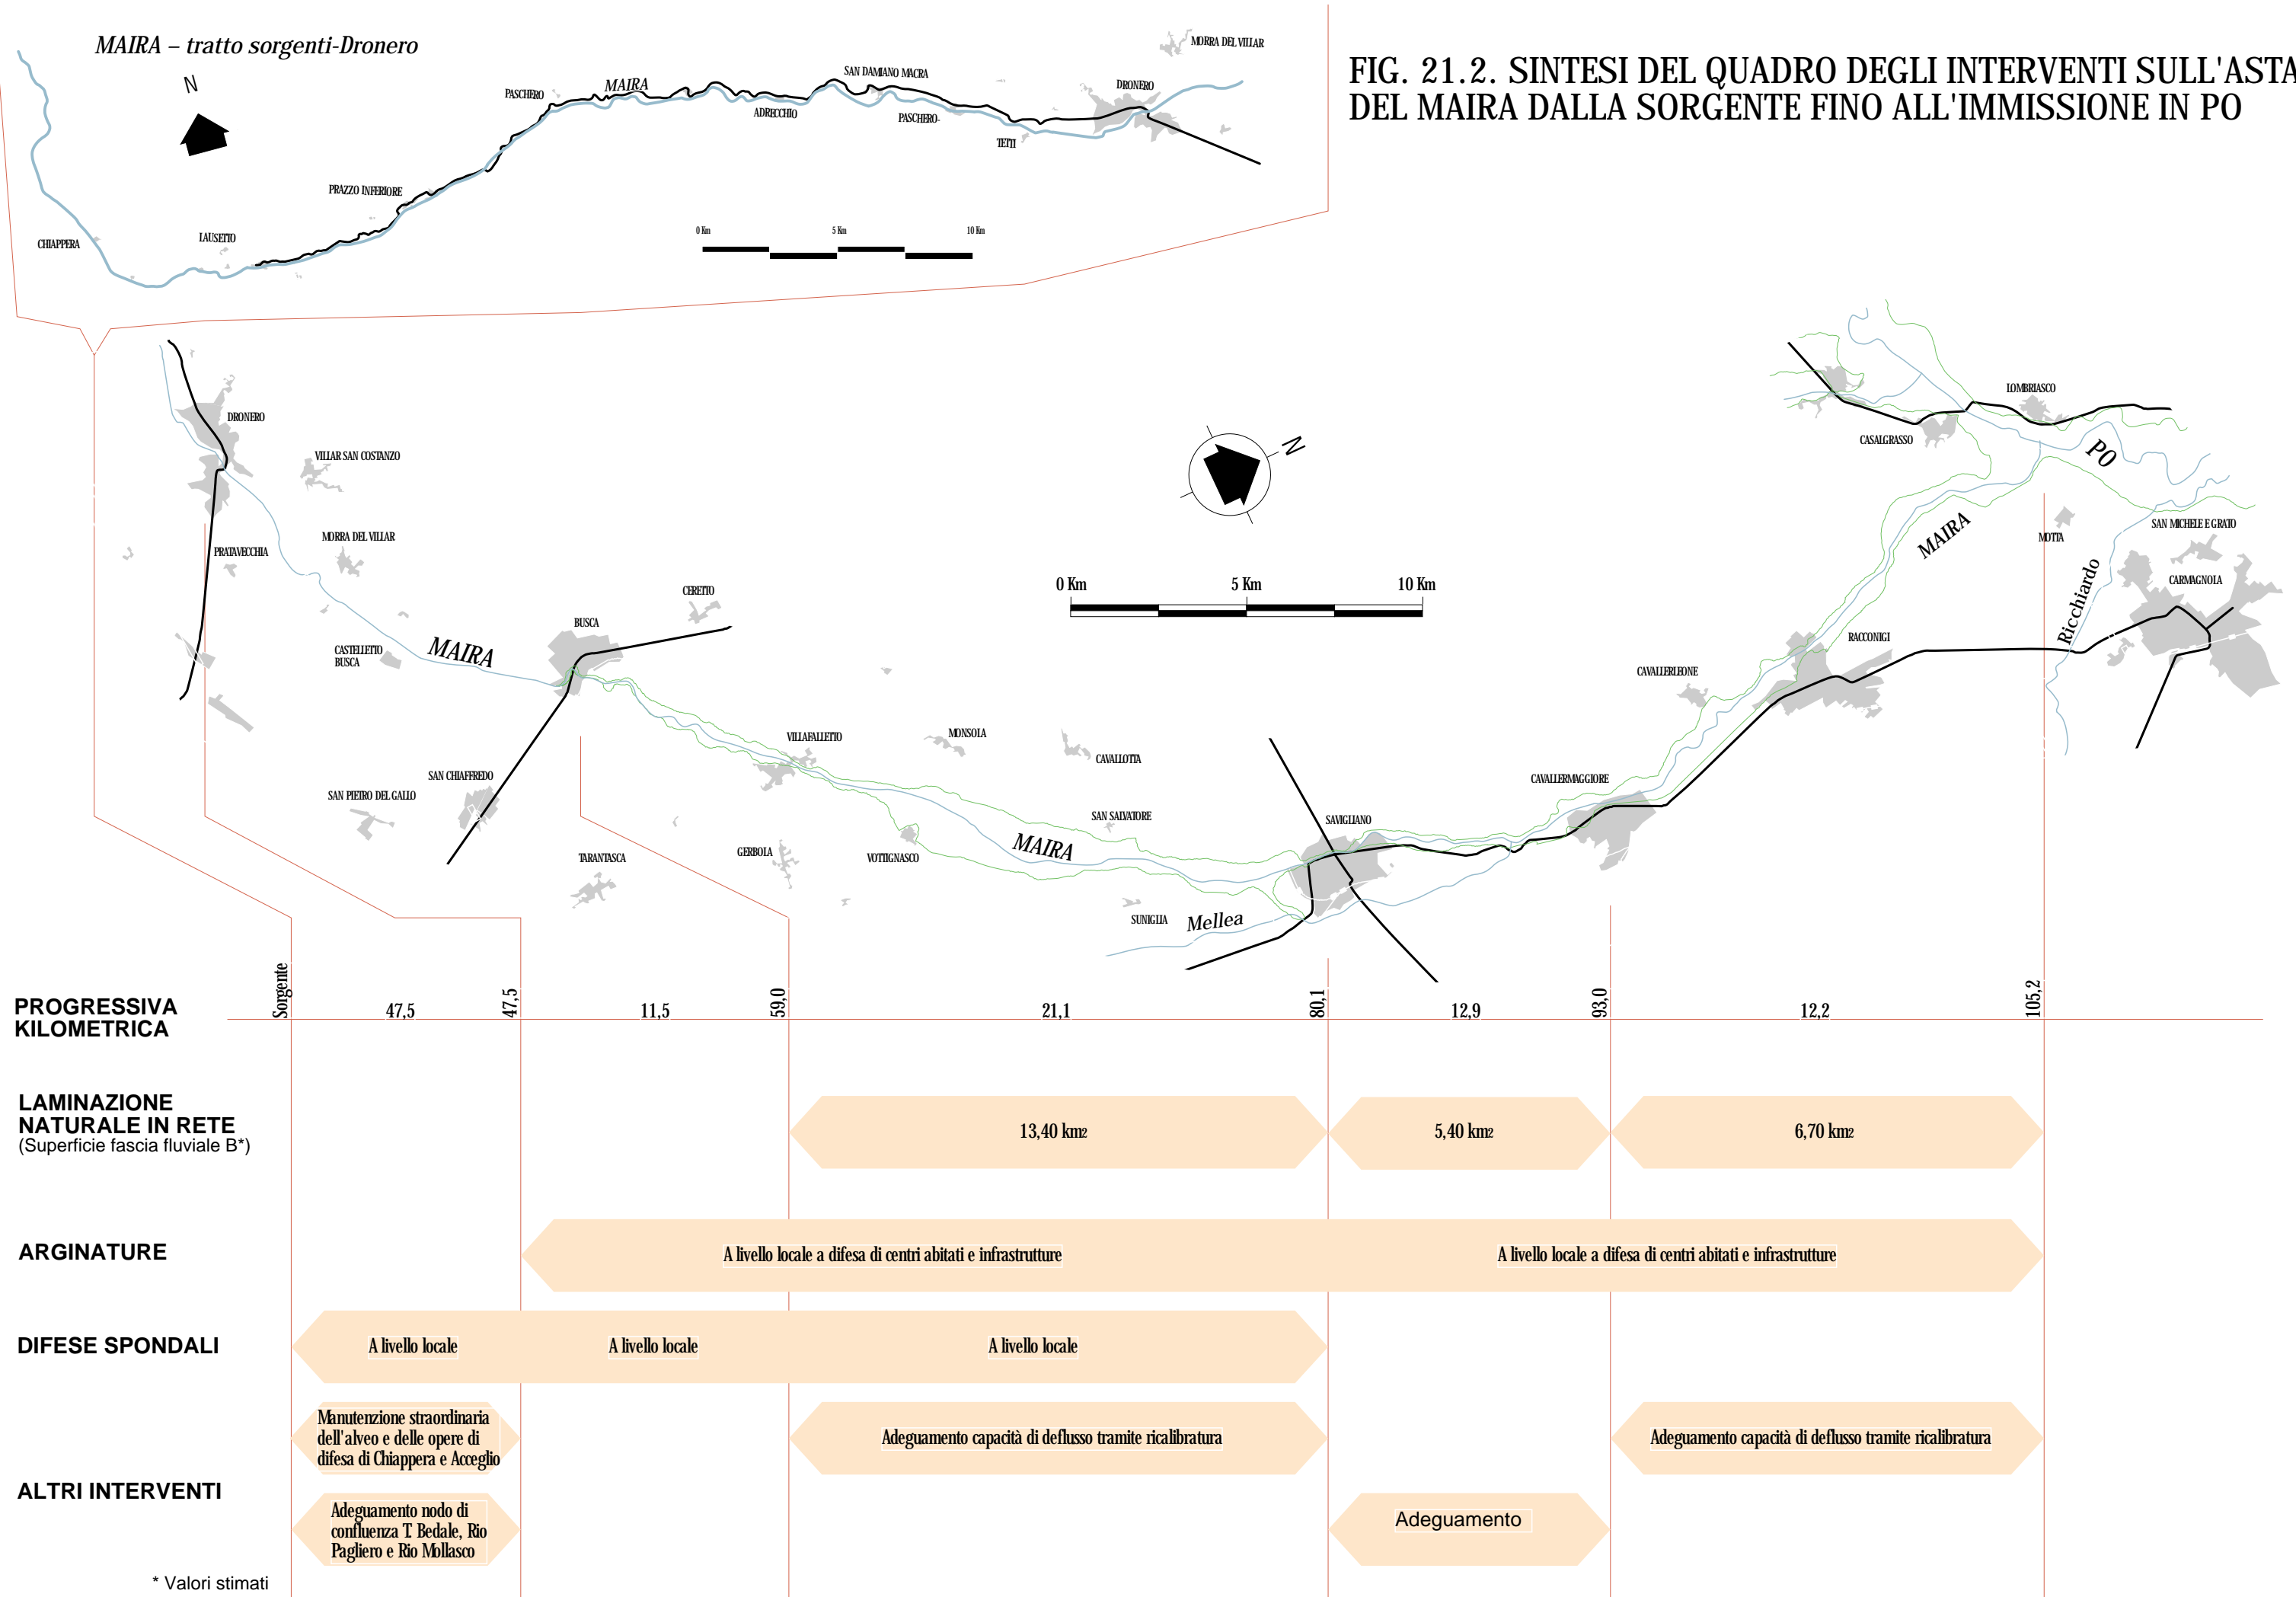 MAIRA – tratto sorgenti-Dronero
FIG. 21.2. SINTESI DEL QUADRO DEGLI INTERVENTI SULL'ASTA
DEL MAIRA DALLA SORGENTE FINO ALL'IMMISSIONE IN PO
N
MORRA DEL VILLAR
SAN DAMIANO MACRA
DRONERO
PASCHERO
MAIRA
ADRECCHIO
PASCHERO-
TETTI
PRAZZO INFERIORE
LAUSETTO
CHIAPPERA
0 Km
5 Km
10 Km
DRONERO
VILLAR SAN COSTANZO
PRATAVECCHIA
MORRA DEL VILLAR
CASTELLETTO
BUSCA
MAIRA
BUSCA
CERETTO
SAN CHIAFFREDO
SAN PIETRO DEL GALLO
TARANTASCA
GERBOLA
VILLAFALLETTO
MONSOLA
CAVALLOTTA
VOTTIGNASCO
SAN SALVATORE
MAIRA
SUNIGLIA
Mellea
SAVIGLIANO
N
0 Km
5 Km
10 Km
CAVALLERMAGGIORE
CAVALLERLEONE
RACCONIGI
MAIRA
CASALGRASSO
LOMBRIASCO
PO
MOTTA
SAN MICHELE E GRATO
CARMAGNOLA
Ricchiardo
PROGRESSIVA
KILOMETRICA
Sorgente
47,5
47,5
11,5
59,0
21,1
80,1
12,9
93,0
12,2
105,2
LAMINAZIONE
NATURALE IN RETE
(Superficie fascia fluviale B*)
13,40 km2
5,40 km2
6,70 km2
ARGINATURE
A livello locale a difesa di centri abitati e infrastrutture
A livello locale a difesa di centri abitati e infrastrutture
DIFESE SPONDALI
A livello locale
A livello locale
A livello locale
ALTRI INTERVENTI
Manutenzione straordinaria
dell'alveo e delle opere di
difesa di Chiappera e Acceglio
Adeguamento capacità di deflusso tramite ricalibratura
Adeguamento capacità di deflusso tramite ricalibratura
Adeguamento nodo di
confluenza T. Bedale, Rio
Pagliero e Rio Mollasco
Adeguamento
* Valori stimati